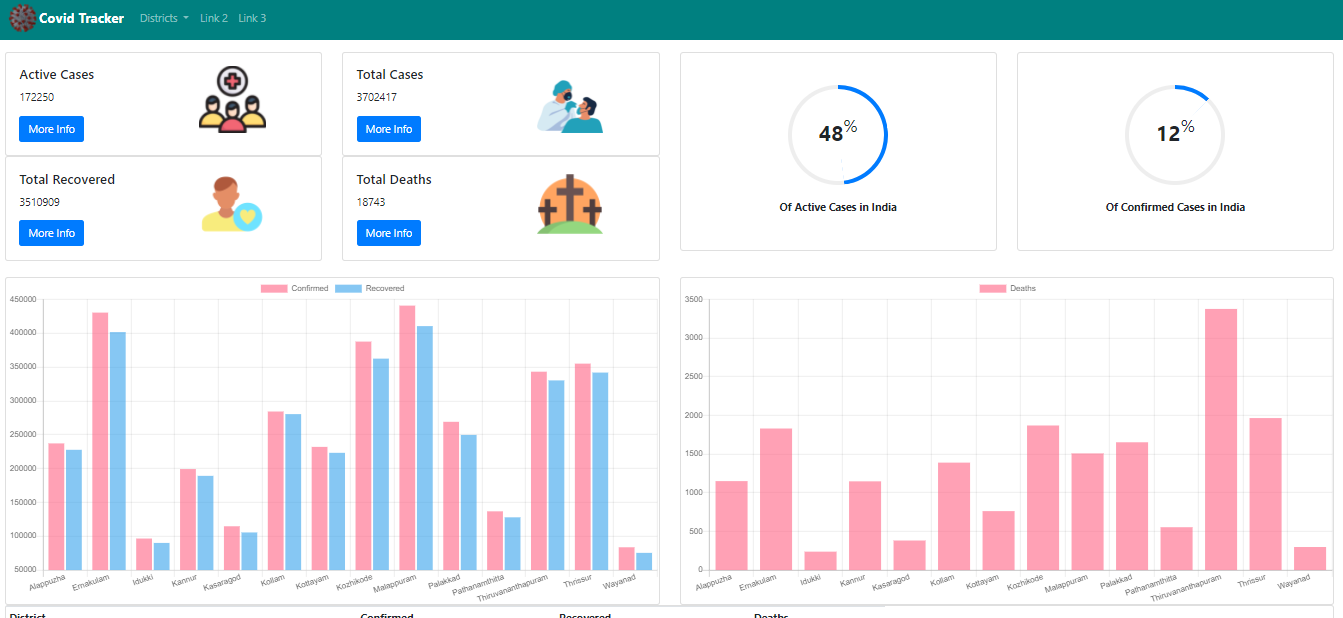 Covid Tracker Districts Link 2 Link 3
Active Cases
172250
More Info
Total Cases
3702417
More Info
Total Recovered
3510909
More Info
Total Deaths
18743
More Info
48%
Of Active Cases in India
12%
Of Confirmed Cases in India
Confirmed Recovered
450000
400000
350000
300000
250000
200000
150000
100000
50000
Alappuzha Ernakulam Idukki Kannur Kasaragod Kollam Kottayam Kozhikode Malappuram Palakkad Pathanamthitta Thiruvananthapuram Thrissur Wayanad
Deaths
3500
3000
2500
2000
1500
1000
500
0
Alappuzha Ernakulam Idukki Kannur Kasaragod Kollam Kottayam Kozhikode Malappuram Palakkad Pathanamthitta Thiruvananthapuram Thrissur Wayanad
District Confirmed Recovered Deaths